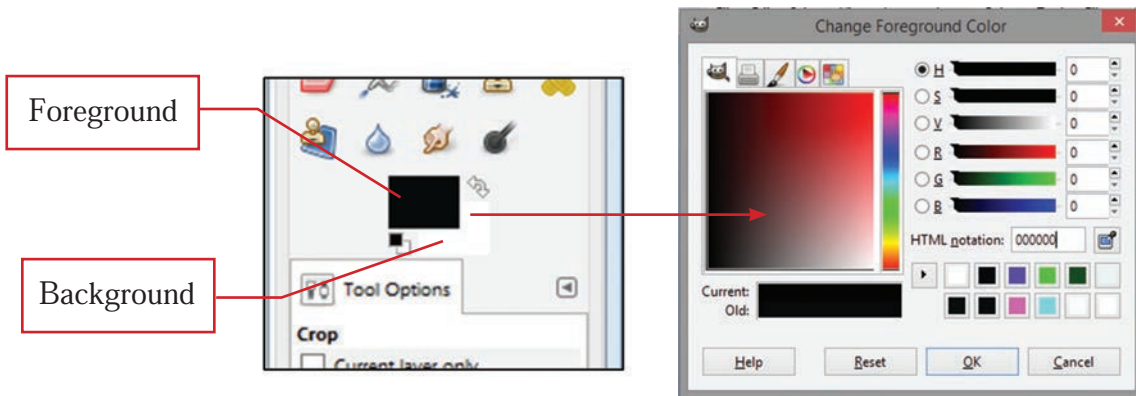 Change Foreground Color
Foreground
Background
Tool Options
Crop
Current layer only
H 0
S 0
V 0
R 0
G 0
B 0
HTML notation: 000000
Current:
Old:
Help Reset OK Cancel